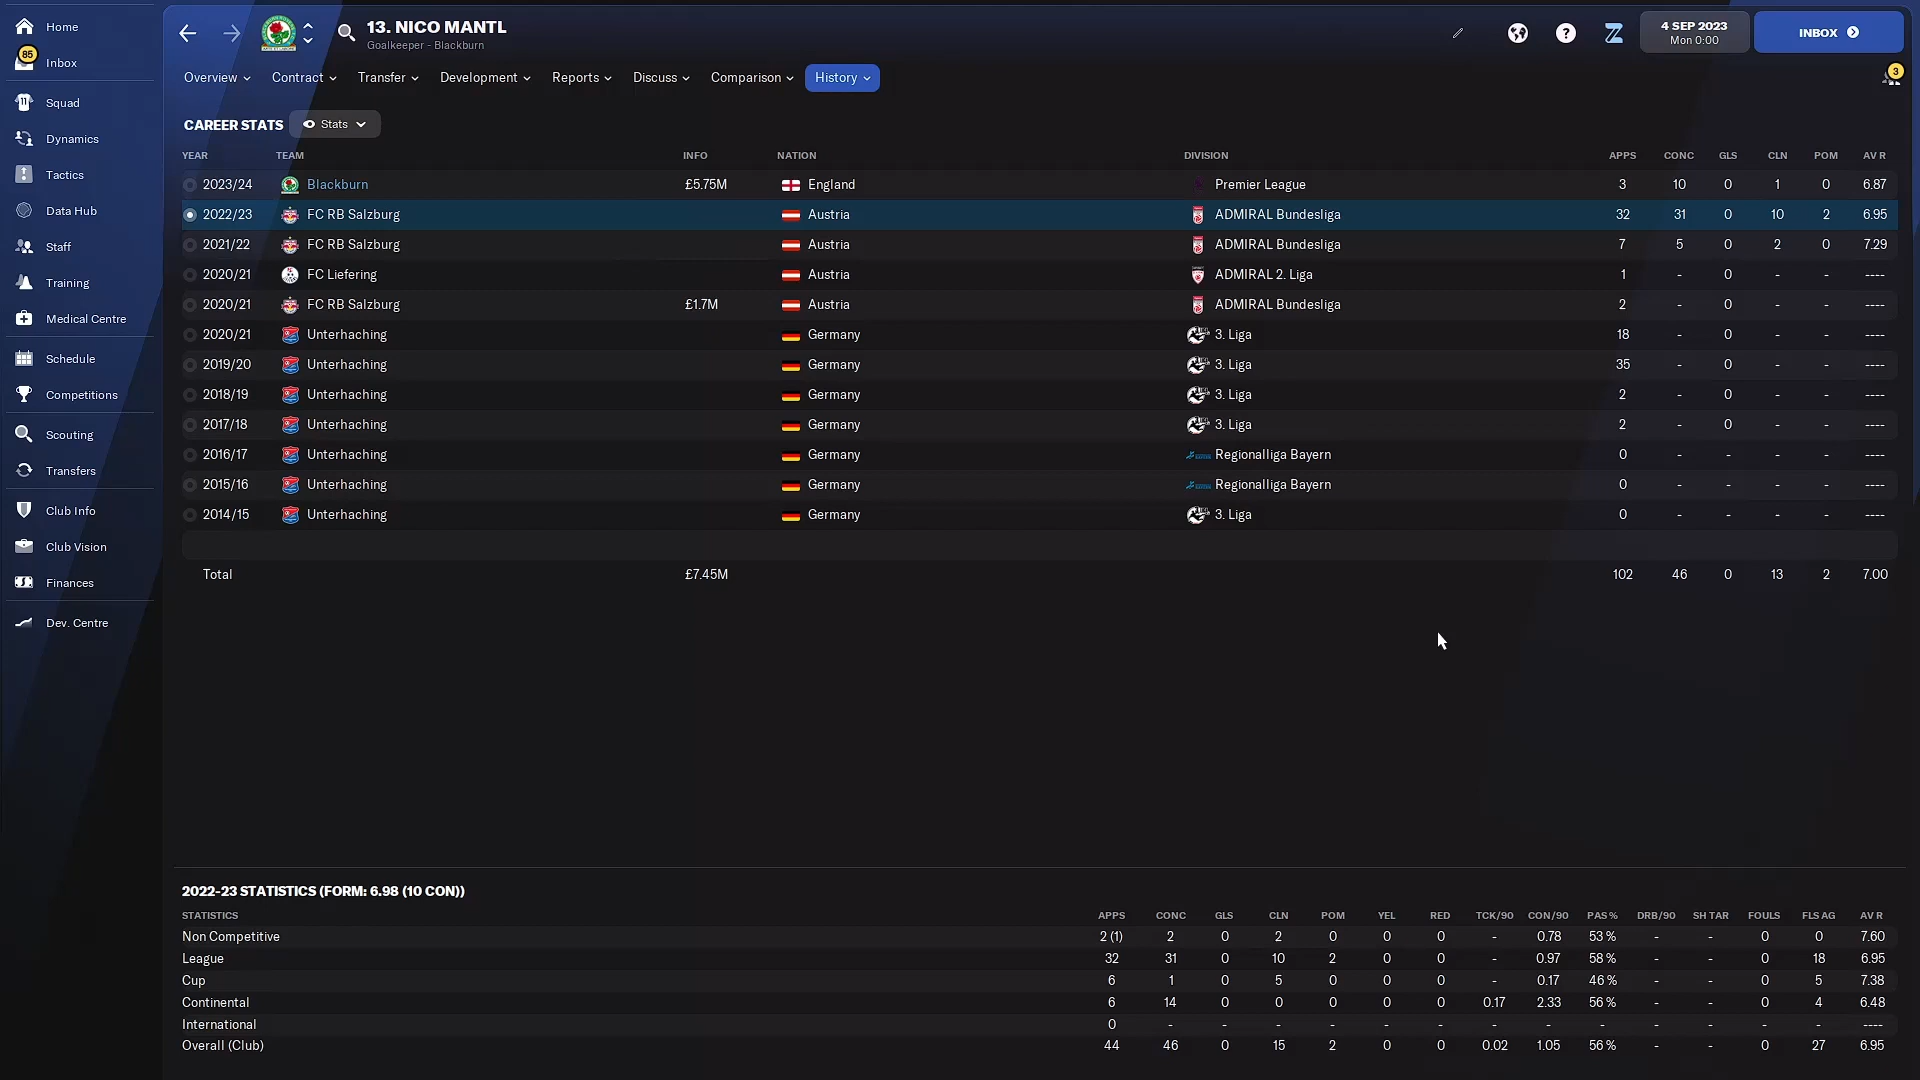 Home
13. NICO MANTL
Goalkeeper - Blackburn
4 SEP 2023
Mon 0:00
INBOX
85
Inbox
Overview Contract Transfer Development Reports Discuss Comparison History
3
Squad
Dynamics
Tactics
Data Hub
Staff
Training
Medical Centre
Schedule
Competitions
Scouting
Transfers
Club Info
Club Vision
Finances
Dev. Centre
CAREER STATS Stats
YEAR TEAM INFO NATION DIVISION APPS CONC GLS CLN POM AV R
2023/24 Blackburn £5.75M England Premier League 3 10 0 1 0 6.87
2022/23 FC RB Salzburg Austria ADMIRAL Bundesliga 32 31 0 10 2 6.95
2021/22 FC RB Salzburg Austria ADMIRAL Bundesliga 7 5 0 2 0 7.29
2020/21 FC Liefering Austria ADMIRAL 2. Liga 1 - 0 - - ----
2020/21 FC RB Salzburg £1.7M Austria ADMIRAL Bundesliga 2 - 0 - - ----
2020/21 Unterhaching Germany 3. Liga 18 - 0 - - ----
2019/20 Unterhaching Germany 3. Liga 35 - 0 - - ----
2018/19 Unterhaching Germany 3. Liga 2 - 0 - - ----
2017/18 Unterhaching Germany 3. Liga 2 - 0 - - ----
2016/17 Unterhaching Germany Regionalliga Bayern 0 - - - - ----
2015/16 Unterhaching Germany Regionalliga Bayern 0 - - - - ----
2014/15 Unterhaching Germany 3. Liga 0 - - - - ----
Total £7.45M 102 46 0 13 2 7.00
2022-23 STATISTICS (FORM: 6.98 (10 CON))
STATISTICS APPS CONC GLS CLN POM YEL RED TCK/90 CON/90 PAS % DRB/90 SH TAR FOULS FLS AG AV R
Non Competitive 2 (1) 2 0 2 0 0 0 - 0.78 53 % - - 0 0 7.60
League 32 31 0 10 2 0 0 - 0.97 58 % - - 0 18 6.95
Cup 6 1 0 5 0 0 0 - 0.17 46 % - - 0 5 7.38
Continental 6 14 0 0 0 0 0 0.17 2.33 56 % - - 0 4 6.48
International 0 - - - - - - - - - - - - - ----
Overall (Club) 44 46 0 15 2 0 0 0.02 1.05 56 % - - 0 27 6.95